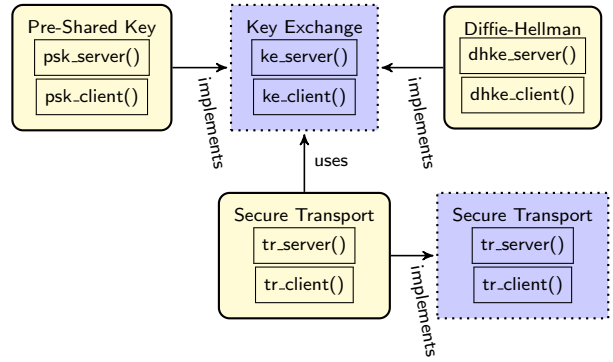 Pre-Shared Key
psk_server()
psk_client()
implements
Key Exchange
ke_server()
ke_client()
implements
Diffie-Hellman
dhke_server()
dhke_client()
uses
Secure Transport
tr_server()
tr_client()
implements
Secure Transport
tr_server()
tr_client()